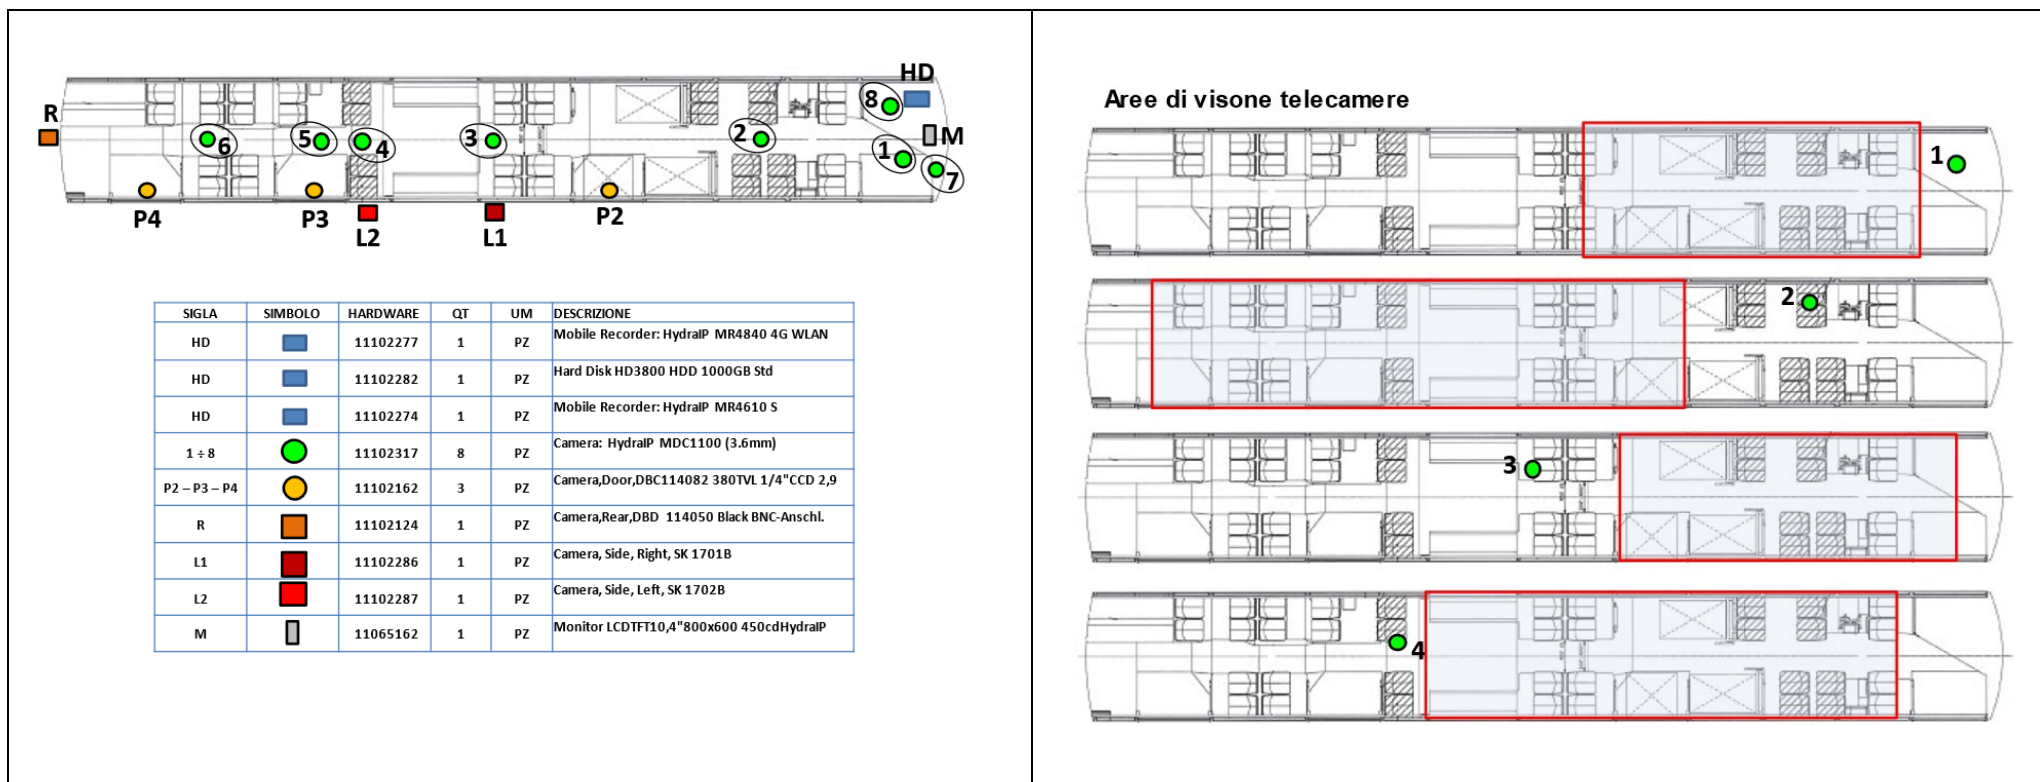 HD
8
R
6
5
4
3
2
M
1
7
P4
P3
P2
L2
L1
SIGLA SIMBOLO HARDWARE QT UM DESCRIZIONE
HD 11102277 1 PZ Mobile Recorder: HydraIP MR4840 4G WLAN
HD 11102282 1 PZ Hard Disk HD3800 HDD 1000GB Std
HD 11102274 1 PZ Mobile Recorder: HydraIP MR4610 S
1 ÷ 8 11102317 8 PZ Camera: HydraIP MDC1100 (3.6mm)
P2 – P3 – P4 11102162 3 PZ Camera,Door,DBC114082 380TVL 1/4"CCD 2,9
R 11102124 1 PZ Camera,Rear,DBD 114050 Black BNC-Anschl.
L1 11102286 1 PZ Camera, Side, Right, SK 1701B
L2 11102287 1 PZ Camera, Side, Left, SK 1702B
M 11065162 1 PZ Monitor LCDTFT10,4"800x600 450cdHydraIP
Aree di visone telecamere
1
2
3
4